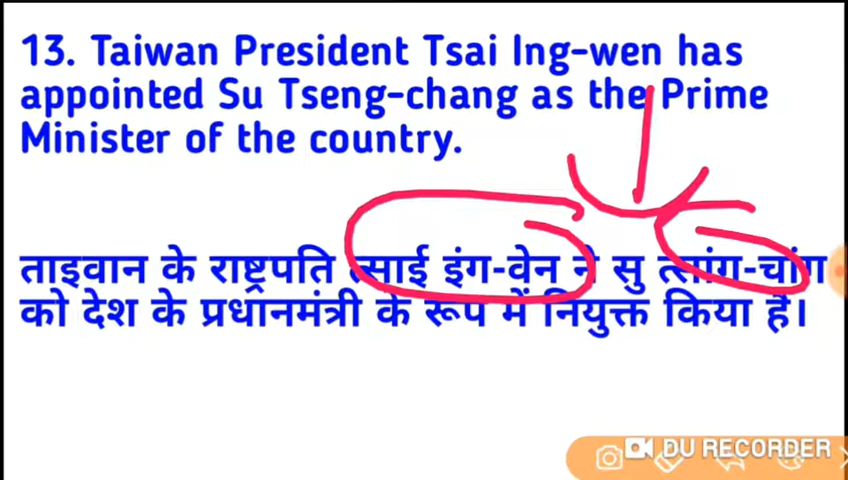 13. Taiwan President Tsai Ing-wen has
appointed Su Tseng-chang as the Prime
Minister of the country.
ताइवान के राष्ट्रपति त्साई इंग-वेन ने सु त्सांग-चांग
को देश के प्रधानमंत्री के रूप में नियुक्त किया है।
DU RECORDER